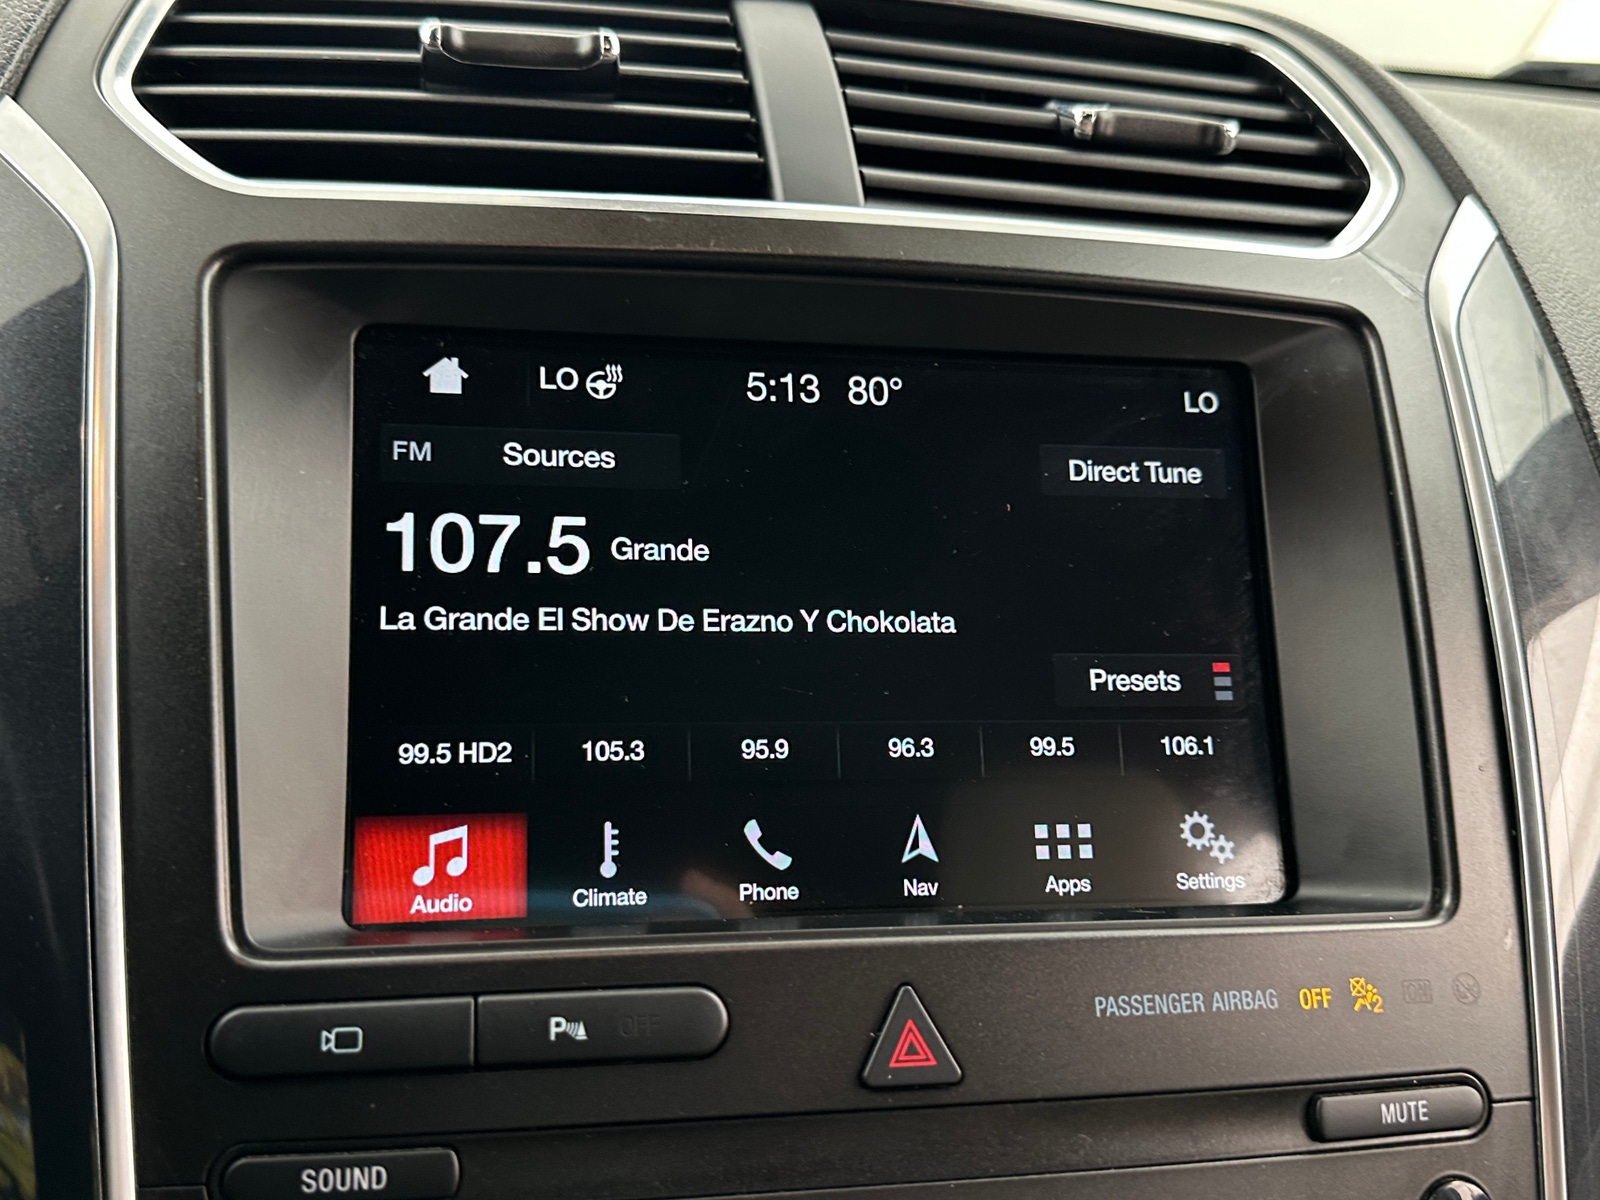 LO 5:13 80° LO
FM Sources Direct Tune
107.5 Grande
La Grande El Show De Erazno Y Chokolata
Presets
99.5 HD2 105.3 95.9 96.3 99.5 106.1
Audio Climate Phone Nav Apps Settings
PASSENGER AIRBAG OFF 2 ON
P OFF
MUTE
SOUND